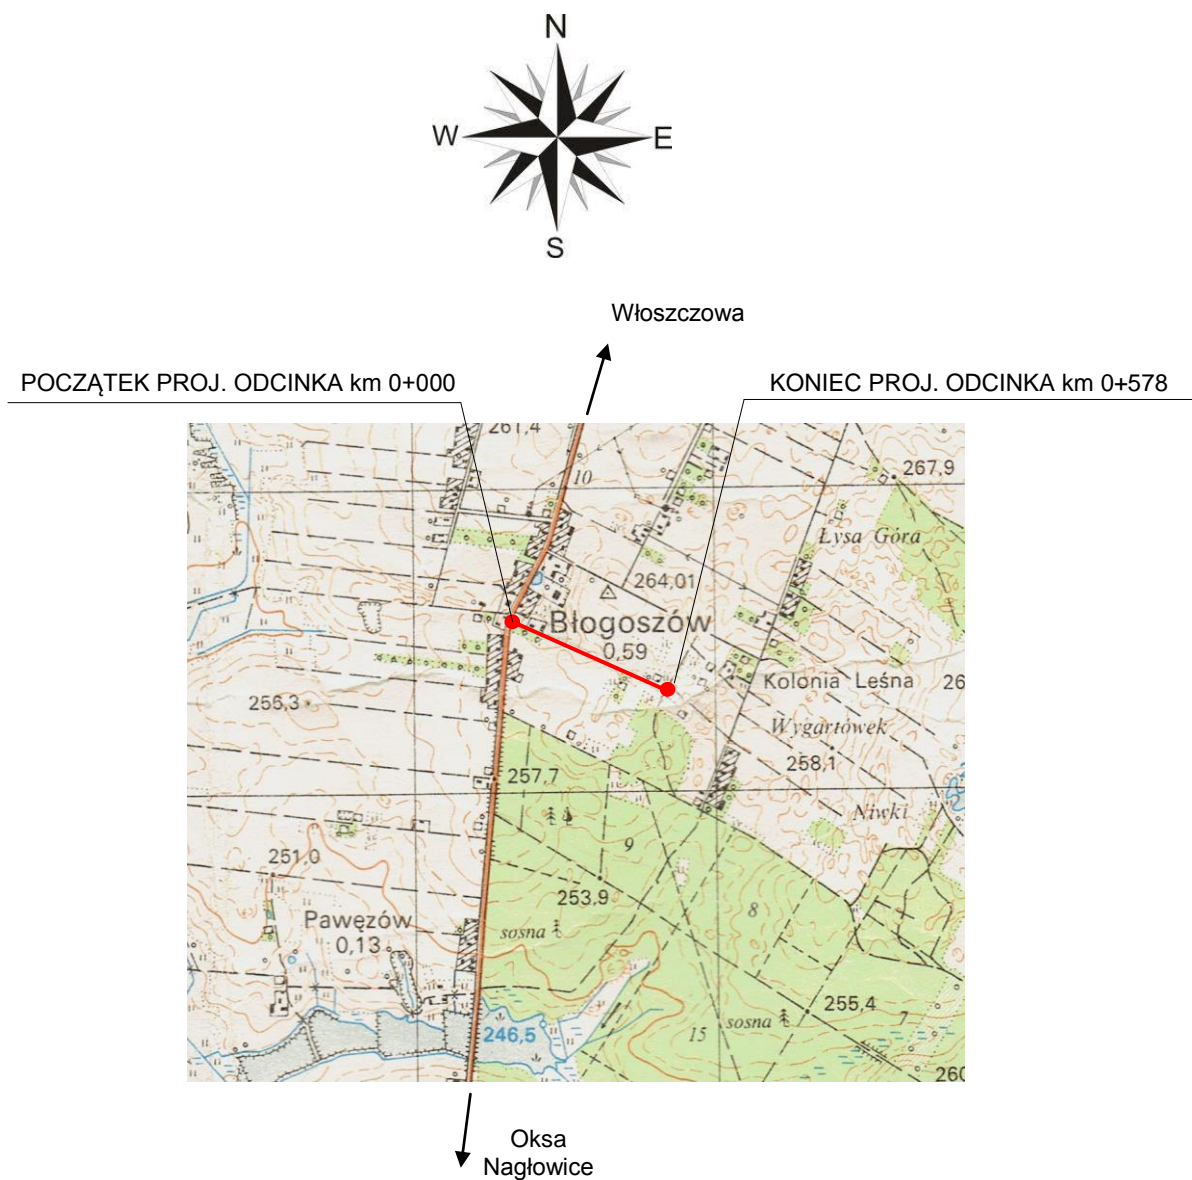 N
W
E
S
Włoszczowa
POCZĄTEK PROJ. ODCINKA km 0+000
KONIEC PROJ. ODCINKA km 0+578
261,4
10
267,9
Łysa Góra
264,01
Błogoszów
0,59
Kolonia Leśna
26
256,3
Wygartówek
257,7
258,1
Niwki
9
251,0
253,9
8
Pawęzów
0,13
sosna
255,4
246,5
15
sosna
7
260
Oksa
Nagłowice